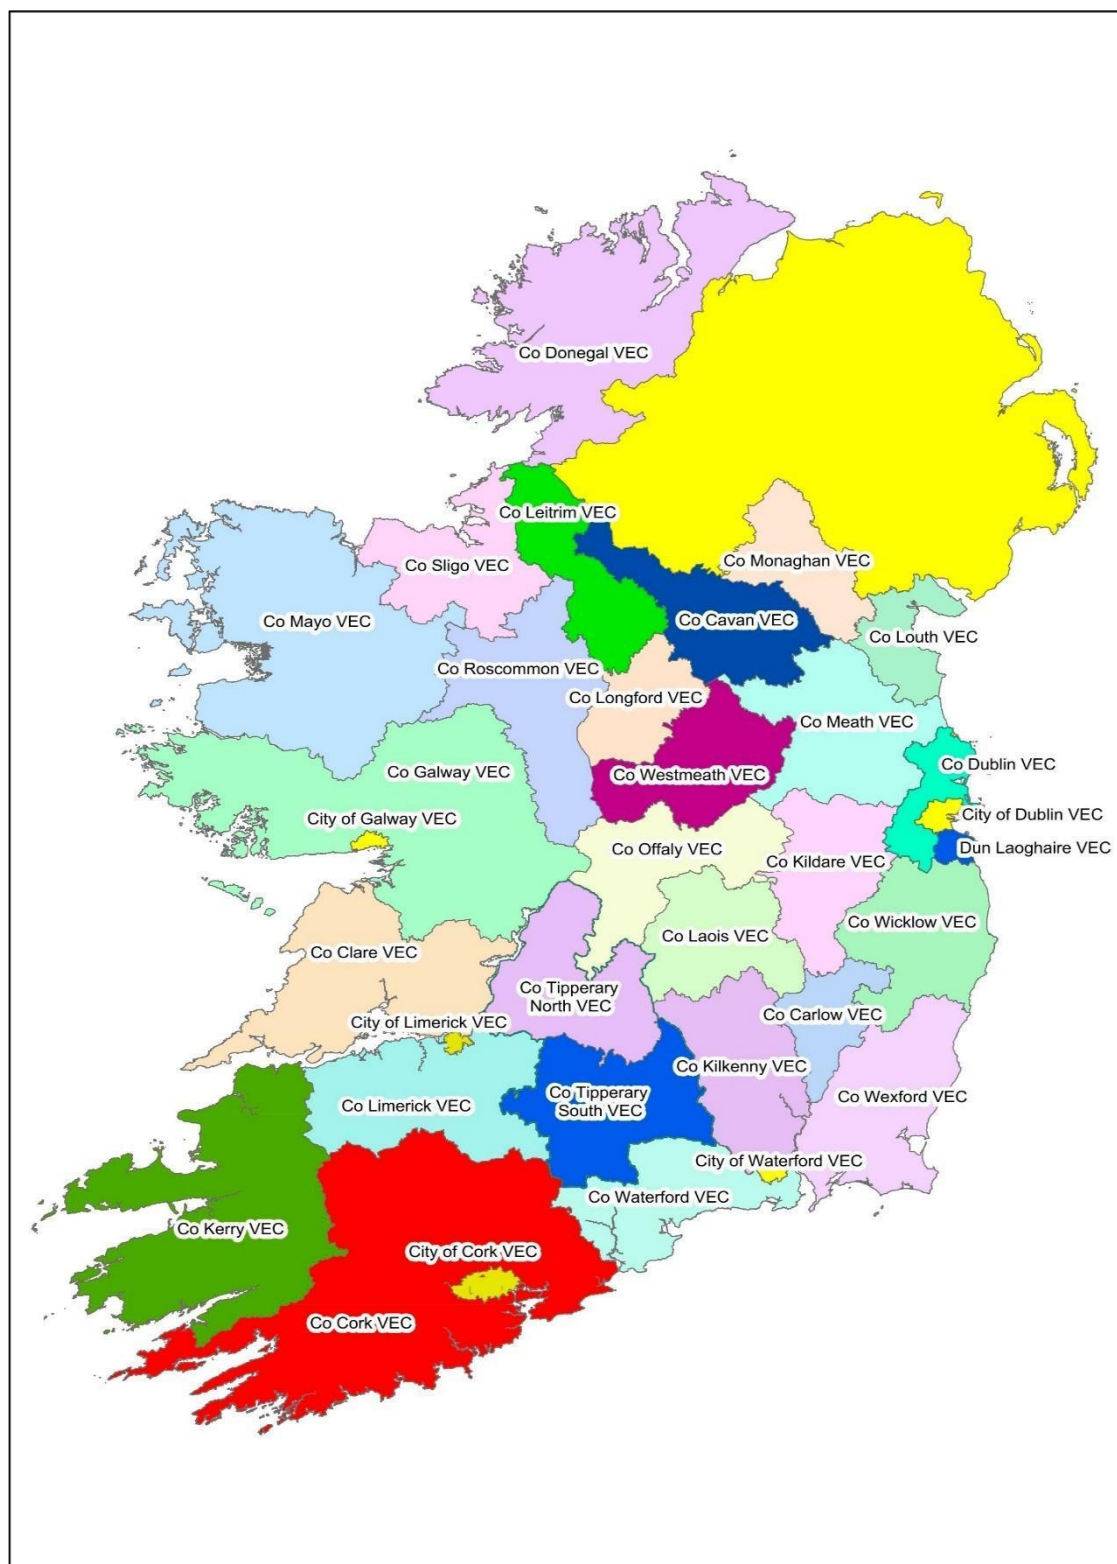 Co Donegal VEC
Co Leitrim VEC
Co Monaghan VEC
Co Sligo VEC
Co Mayo VEC
Co Cavan VEC
Co Louth VEC
Co Roscommon VEC
Co Longford VEC
Co Meath VEC
Co Galway VEC
Co Westmeath VEC
Co Dublin VEC
City of Galway VEC
City of Dublin VEC
Co Offaly VEC
Co Kildare VEC
Dun Laoghaire VEC
Co Wicklow VEC
Co Laois VEC
Co Clare VEC
Co Tipperary
North VEC
City of Limerick VEC
Co Carlow VEC
Co Kilkenny VEC
Co Tipperary
South VEC
Co Limerick VEC
Co Wexford VEC
City of Waterford VEC
Co Waterford VEC
Co Kerry VEC
City of Cork VEC
Co Cork VEC